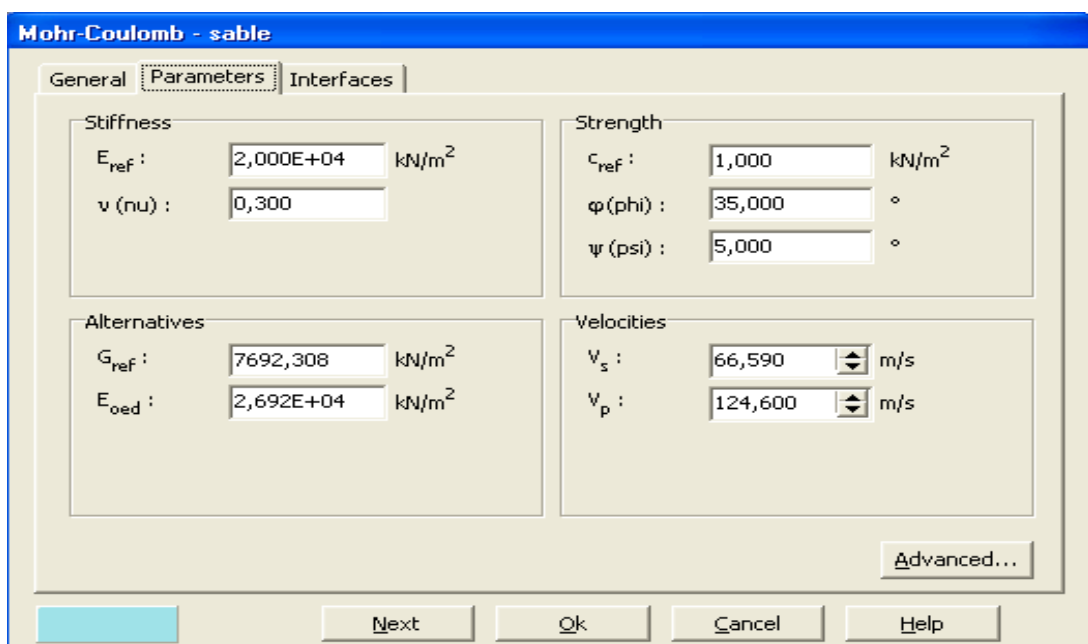 Mohr-Coulomb - sable
General Parameters Interfaces
Stiffness
E_ref : 2,000E+04 kN/m²
ν (nu) : 0,300
Strength
c_ref : 1,000 kN/m²
φ(phi) : 35,000 °
ψ (psi) : 5,000 °
Alternatives
G_ref : 7692,308 kN/m²
E_oed : 2,692E+04 kN/m²
Velocities
V_s : 66,590 m/s
V_p : 124,600 m/s
Advanced...
Next Ok Cancel Help